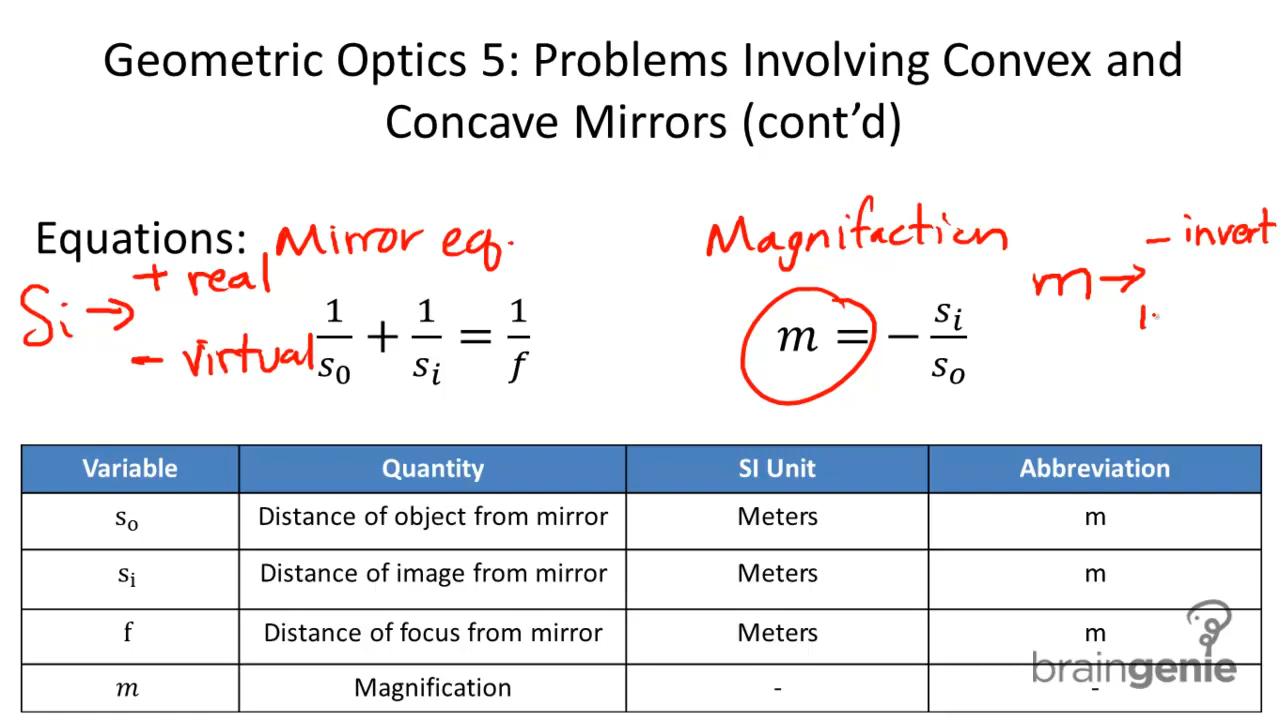 Geometric Optics 5: Problems Involving Convex and
Concave Mirrors (cont’d)
Equations: Mirror eq.
Si → + real
- virtual
1/s₀ + 1/sᵢ = 1/f
Magnifaction
m → - invert
m = − sᵢ/sₒ
Variable Quantity SI Unit Abbreviation
sₒ Distance of object from mirror Meters m
sᵢ Distance of image from mirror Meters m
f Distance of focus from mirror Meters m
m Magnification - -
braingenie